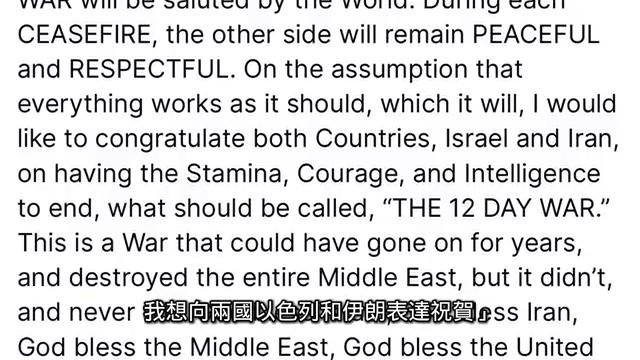 WAR will be saluted by the World. During each
CEASEFIRE, the other side will remain PEACEFUL
and RESPECTFUL. On the assumption that
everything works as it should, which it will, I would
like to congratulate both Countries, Israel and Iran,
on having the Stamina, Courage, and Intelligence
to end, what should be called, “THE 12 DAY WAR.”
This is a War that could have gone on for years,
and destroyed the entire Middle East, but it didn’t,
and never
我想向兩國以色列和伊朗表達祝賀』
Iran,
God bless the Middle East, God bless the United